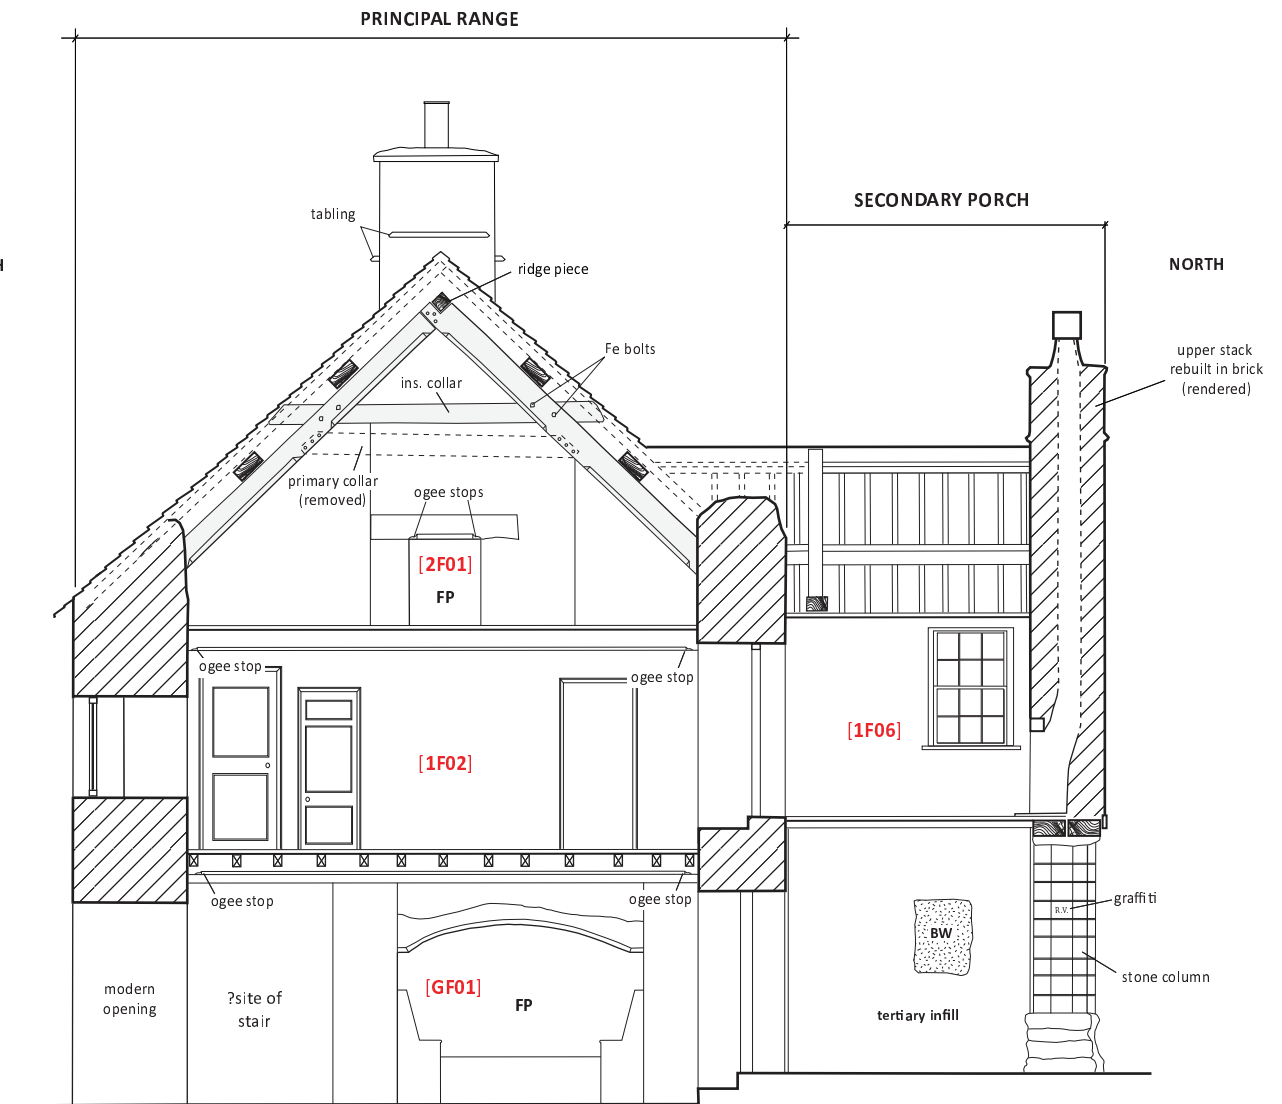 PRINCIPAL RANGE
SECONDARY PORCH
tabling
NORTH
H
ridge piece
Fe bolts
upper stack
rebuilt in brick
(rendered)
ins. collar
primary collar
(removed)
ogee stops
[2F01]
FP
ogee stop
ogee stop
[1F02]
[1F06]
ogee stop
ogee stop
graffiti
R.V.
BW
[GF01]
FP
stone column
modern
opening
?site of
stair
tertiary infill